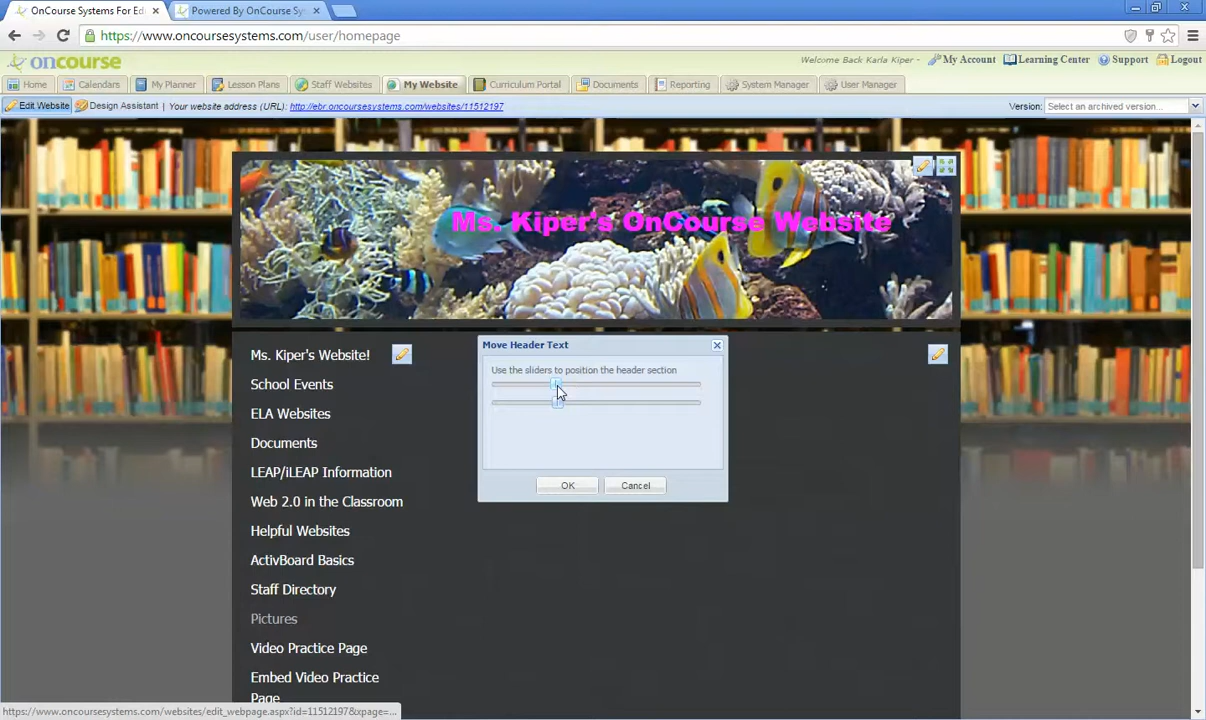 OnCourse Systems For Ed
Powered By OnCourse Sys
https://www.oncoursesystems.com/user/homepage
oncourse
Welcome Back Karla Kiper
My Account
Learning Center
Support
Logout
Home
Calendars
My Planner
Lesson Plans
Staff Websites
My Website
Curriculum Portal
Documents
Reporting
System Manager
User Manager
Edit Website
Design Assistant
Your website address (URL): http://ebr.oncoursesystems.com/websites/11512197
Version:
Select an archived version...
Ms. Kiper's OnCourse Website
Ms. Kiper's Website!
School Events
ELA Websites
Documents
LEAP/iLEAP Information
Web 2.0 in the Classroom
Helpful Websites
ActivBoard Basics
Staff Directory
Pictures
Video Practice Page
Embed Video Practice
Page
Move Header Text
Use the sliders to position the header section
OK
Cancel
https://www.oncoursesystems.com/websites/edit_webpage.aspx?id=11512197&xpage=...